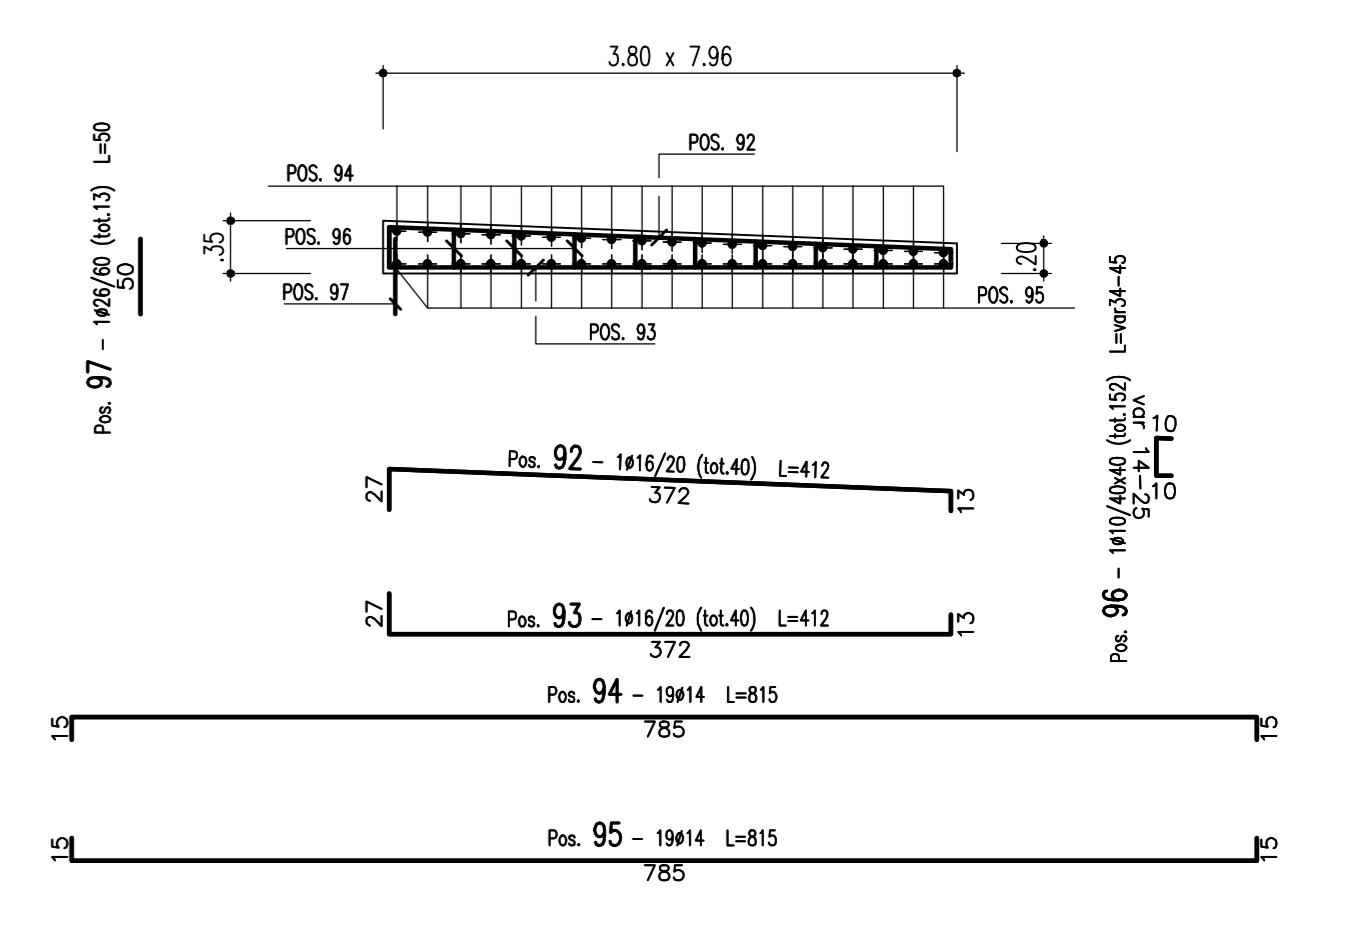 3.80 x 7.96
POS. 92
POS. 94
.35
POS. 96
.20
POS. 97
POS. 95
POS. 93
Pos. 97 - 1ø26/60 (tot.13) L=50
50
Pos. 96 - 1ø10/40x40 (tot.152) L=var34-45
var 14-25
10
10
Pos. 92 - 1ø16/20 (tot.40) L=412
27
372
13
Pos. 93 - 1ø16/20 (tot.40) L=412
27
372
13
Pos. 94 - 19ø14 L=815
15
785
15
Pos. 95 - 19ø14 L=815
15
785
15